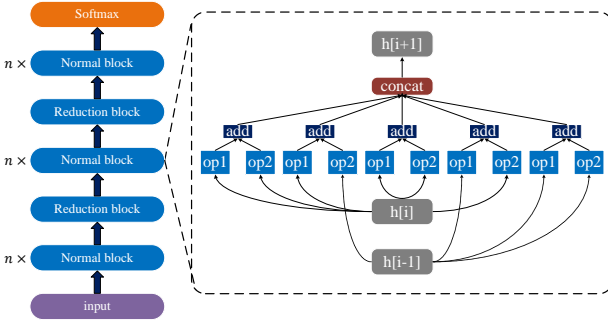 Softmax
n × Normal block
Reduction block
n × Normal block
Reduction block
n × Normal block
input
h[i+1]
concat
add add add add add
op1 op2 op1 op2 op1 op2 op1 op2 op1 op2
h[i]
h[i-1]